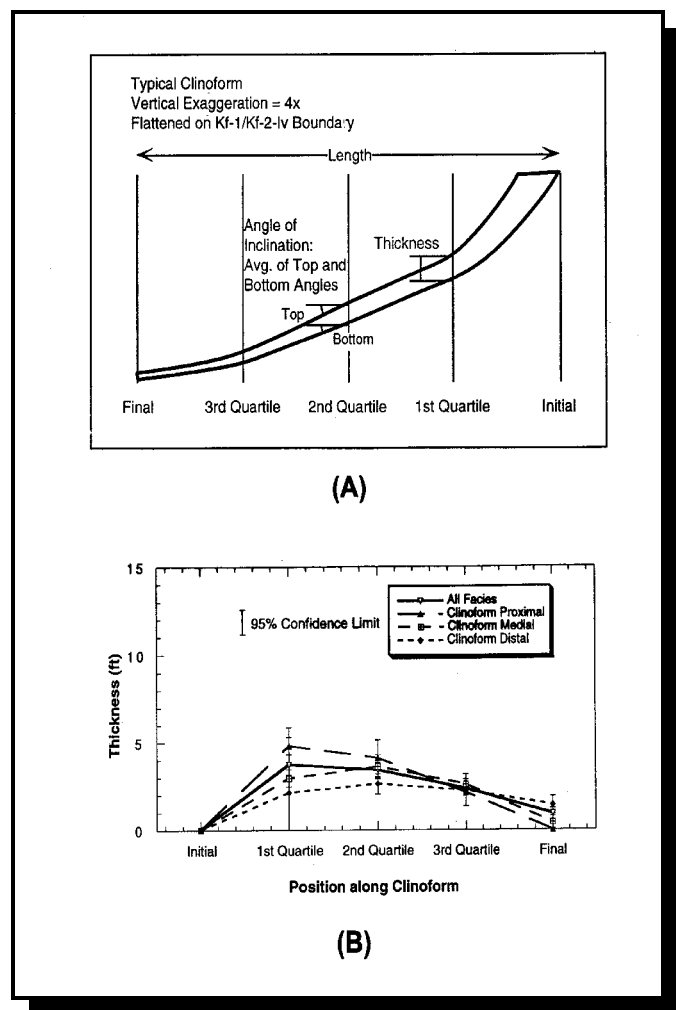 Typical Clinoform
Vertical Exaggeration = 4x
Flattened on Kf-1/Kf-2-Iv Boundary
Length
Angle of
Inclination:
Avg. of Top and
Bottom Angles
Thickness
Top
Bottom
Final
3rd Quartile
2nd Quartile
1st Quartile
Initial
(A)
15
10
5
0
Thickness (ft)
95% Confidence Limit
All Facies
Clinoform Proximal
Clinoform Medial
Clinoform Distal
Initial
1st Quartile
2nd Quartile
3rd Quartile
Final
Position along Clinoform
(B)